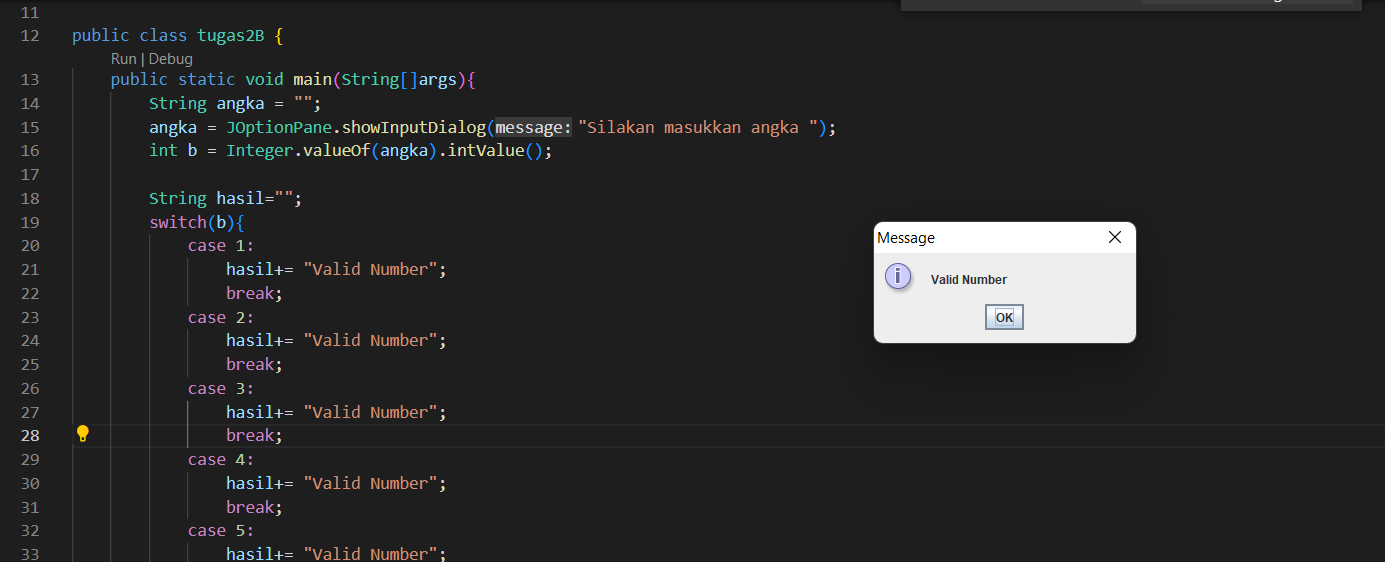 11
12 public class tugas2B {
Run | Debug
13 public static void main(String[]args){
14 String angka = "";
15 angka = JOptionPane.showInputDialog(message:"Silakan masukkan angka ");
16 int b = Integer.valueOf(angka).intValue();
17
18 String hasil="";
19 switch(b){
20 case 1:
21 hasil+= "Valid Number";
22 break;
23 case 2:
24 hasil+= "Valid Number";
25 break;
26 case 3:
27 hasil+= "Valid Number";
28 break;
29 case 4:
30 hasil+= "Valid Number";
31 break;
32 case 5:
33 hasil+= "Valid Number";
Message
Valid Number
OK